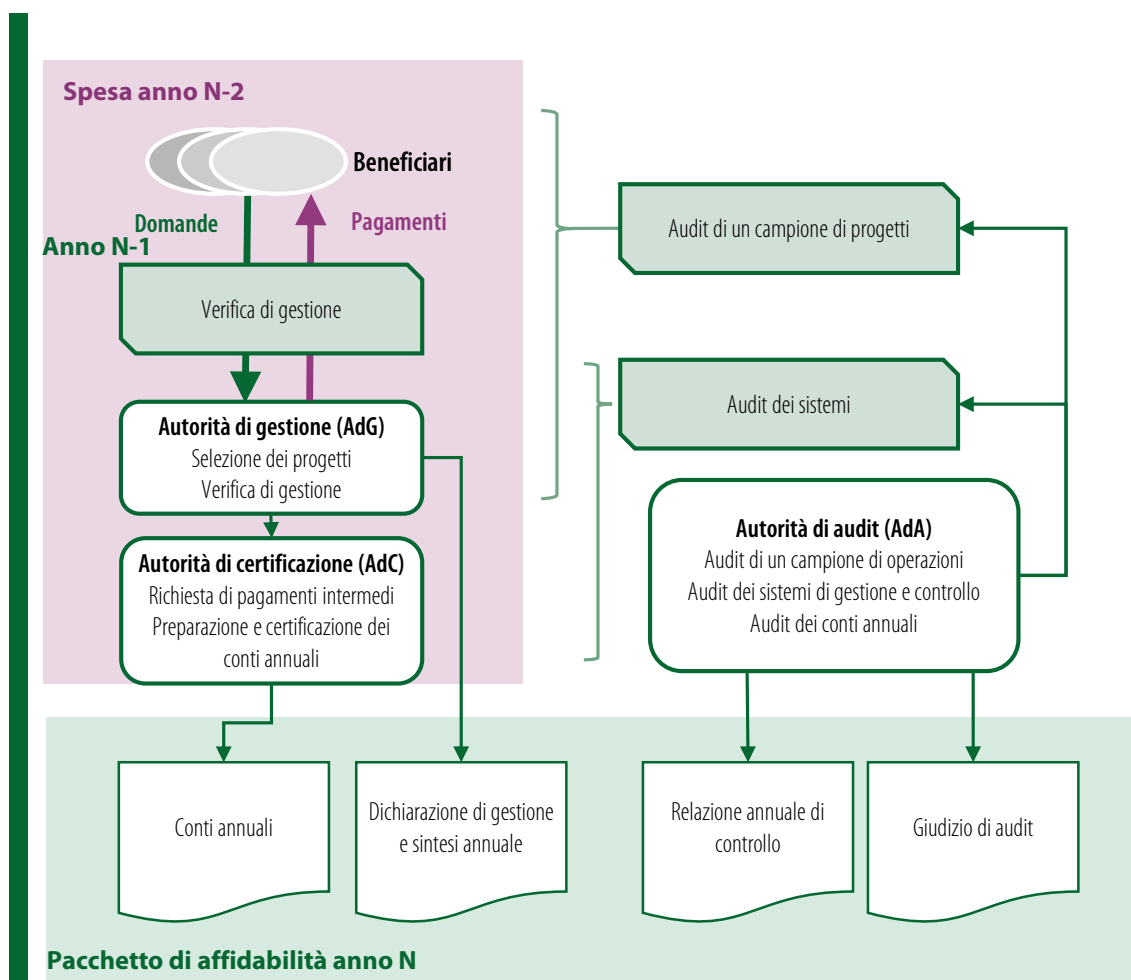 Spesa anno N-2
Beneficiari
Domande
Pagamenti
Anno N-1
Verifica di gestione
Autorità di gestione (AdG)
Selezione dei progetti
Verifica di gestione
Autorità di certificazione (AdC)
Richiesta di pagamenti intermedi
Preparazione e certificazione dei
conti annuali
Audit di un campione di progetti
Audit dei sistemi
Autorità di audit (AdA)
Audit di un campione di operazioni
Audit dei sistemi di gestione e controllo
Audit dei conti annuali
Conti annuali
Dichiarazione di gestione
e sintesi annuale
Relazione annuale di
controllo
Giudizio di audit
Pacchetto di affidabilità anno N